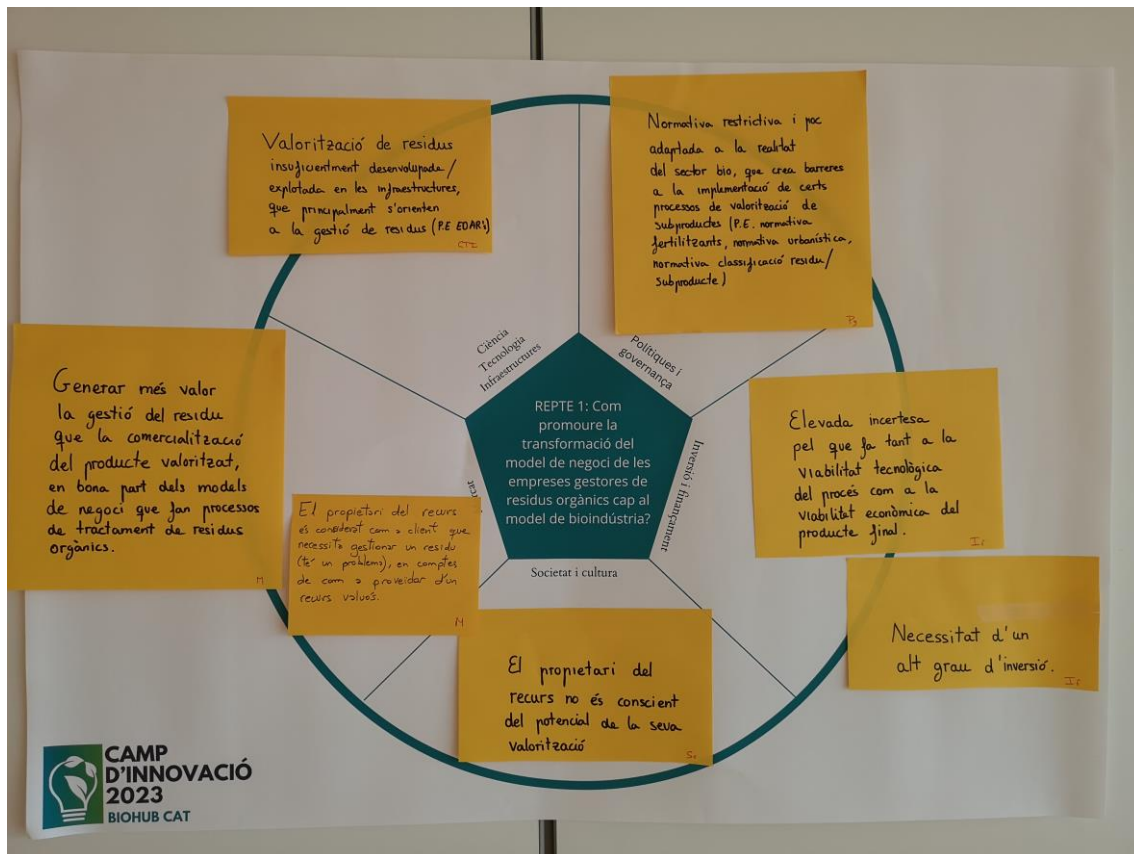 Valorització de residus
insuficientment desenvolupada/
explotada en les infraestructures,
que principalment s'orienten
a la gestió de residus (P.E EDARs)
CTI
Normativa restrictiva i poc
adaptada a la realitat
del sector bio, que crea barreres
a la implementació de certs
processos de valorització de
subproductes (P.E. normativa
fertilitzants, normativa urbanística,
normativa classificació residu/
subproducte)
Generar més valor
la gestió del residu
que la comercialització
del producte valoritzat,
en bona part dels models
de negoci que fan processos
de tractament de residus
orgànics.
M
El propietari del recurs
és considerat com a client que
necessita gestionar un residu
(té un problema), en comptes
de com a proveïdor d'un
recurs valuós.
M
Ciència
Tecnologia
Infraestructures
Polítiques i
governança
Inversió i finançament
Societat i cultura
REPTE 1: Com
promoure la
transformació del
model de negoci de les
empreses gestores de
residus orgànics cap al
model de bioindústria?
Elevada incertesa
pel que fa tant a la
viabilitat tecnològica
del procés com a la
viabilitat econòmica del
producte final.
Necessitat d'un
alt grau d'inversió.
El propietari del
recurs no és conscient
del potencial de la seva
valorització
CAMP
D'INNOVACIÓ
2023
BIOHUB CAT